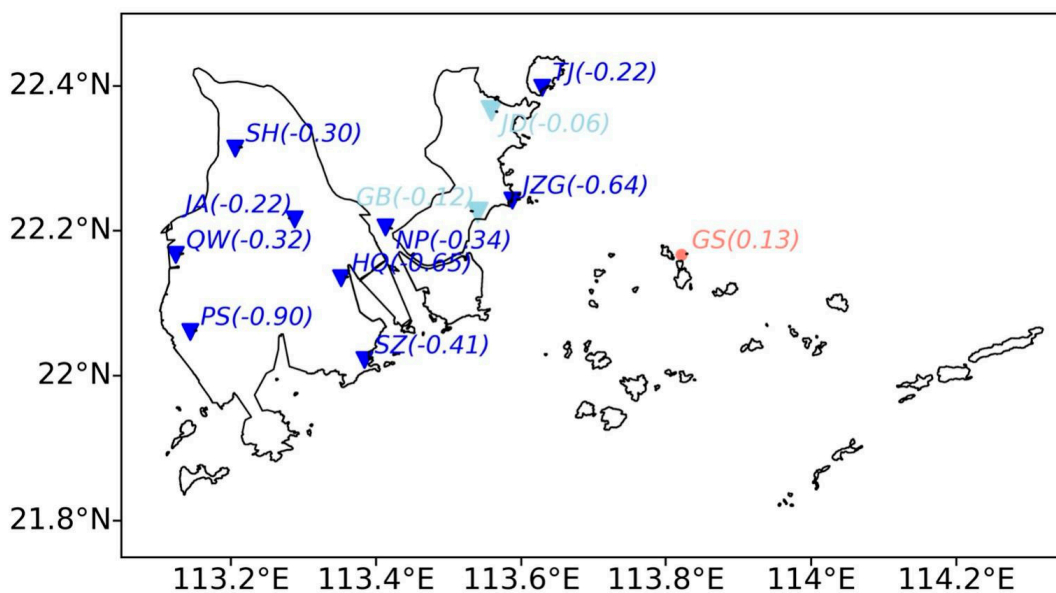 22.4°N
TJ(-0.22)
JD(-0.06)
SH(-0.30)
JZG(-0.64)
GB(-0.12)
JA(-0.22)
22.2°N
QW(-0.32)
NP(-0.34)
GS(0.13)
HQ(-0.65)
PS(-0.90)
SZ(-0.41)
22°N
21.8°N
113.2°E 113.4°E 113.6°E 113.8°E 114°E 114.2°E